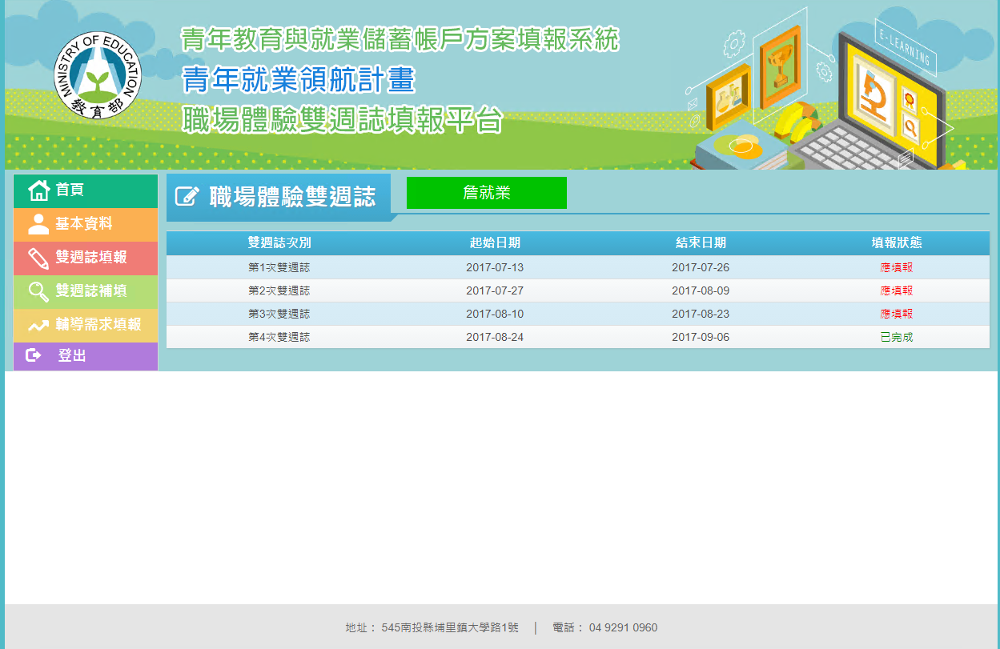 MINISTRY OF EDUCATION
教育部
青年教育與就業儲蓄帳戶方案填報系統
青年就業領航計畫
職場體驗雙週誌填報平台
E-LEARNING
首頁
基本資料
雙週誌填報
雙週誌補填
輔導需求填報
登出
職場體驗雙週誌
詹就業
雙週誌次別 起始日期 結束日期 填報狀態
第1次雙週誌 2017-07-13 2017-07-26 應填報
第2次雙週誌 2017-07-27 2017-08-09 應填報
第3次雙週誌 2017-08-10 2017-08-23 應填報
第4次雙週誌 2017-08-24 2017-09-06 已完成
地址： 545南投縣埔里鎮大學路1號 │ 電話： 04 9291 0960